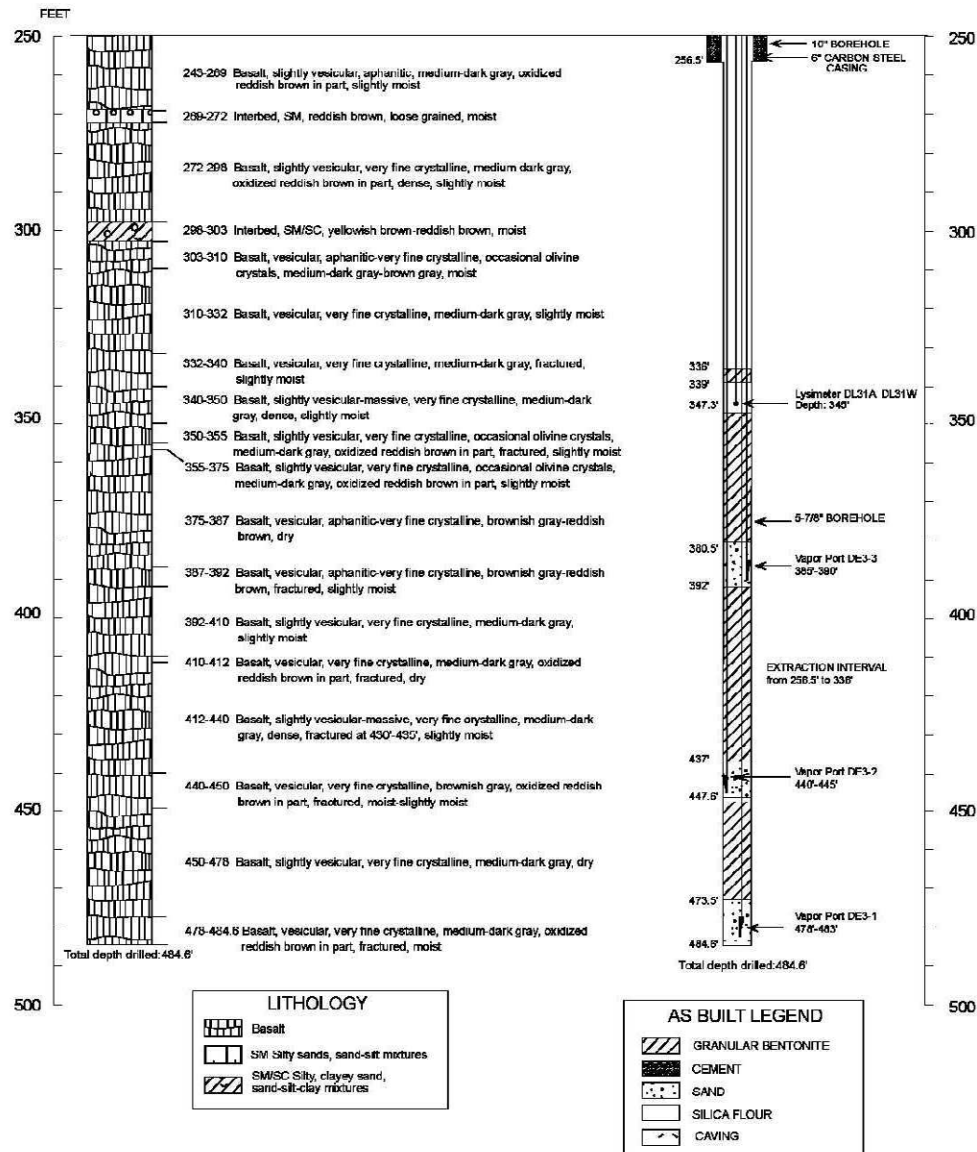 FEET
250
300
350
400
450
500
243-269 Basalt, slightly vesicular, aphanitic, medium-dark gray, oxidized
reddish brown in part, slightly moist
269-272 Interbed, SM, reddish brown, loose grained, moist
272-298 Basalt, slightly vesicular, very fine crystalline, medium dark gray,
oxidized reddish brown in part, dense, slightly moist
298-303 Interbed, SM/SC, yellowish brown-reddish brown, moist
303-310 Basalt, vesicular, aphanitic-very fine crystalline, occasional olivine
crystals, medium-dark gray-brown gray, moist
310-332 Basalt, vesicular, very fine crystalline, medium-dark gray, slightly moist
332-340 Basalt, vesicular, very fine crystalline, medium-dark gray, fractured,
slightly moist
340-350 Basalt, slightly vesicular-massive, very fine crystalline, medium-dark
gray, dense, slightly moist
350-355 Basalt, slightly vesicular, very fine crystalline, occasional olivine crystals,
medium-dark gray, oxidized reddish brown in part, fractured, slightly moist
355-375 Basalt, slightly vesicular, very fine crystalline, occasional olivine crystals,
medium-dark gray, oxidized reddish brown in part, slightly moist
375-387 Basalt, vesicular, aphanitic-very fine crystalline, brownish gray-reddish
brown, dry
387-392 Basalt, vesicular, aphanitic-very fine crystalline, brownish gray-reddish
brown, fractured, slightly moist
392-410 Basalt, slightly vesicular, very fine crystalline, medium-dark gray,
slightly moist
410-412 Basalt, vesicular, very fine crystalline, medium-dark gray, oxidized
reddish brown in part, fractured, dry
412-440 Basalt, slightly vesicular-massive, very fine crystalline, medium-dark
gray, dense, fractured at 430'-435', slightly moist
440-450 Basalt, vesicular, very fine crystalline, brownish gray, oxidized reddish
brown in part, fractured, moist-slightly moist
450-478 Basalt, slightly vesicular, very fine crystalline, medium-dark gray, dry
478-484.6 Basalt, vesicular, very fine crystalline, medium-dark gray, oxidized
reddish brown in part, fractured, moist
Total depth drilled:484.6'
256.5'
336'
339'
347.3'
380.5'
392'
437'
447.6'
473.5'
484.6'
Total depth drilled:484.6'
10" BOREHOLE
6" CARBON STEEL
CASING
Lysimeter DL31A DL31W
Depth: 345'
5-7/8" BOREHOLE
Vapor Port DE3-3
385'-390'
EXTRACTION INTERVAL
from 256.5' to 336'
Vapor Port DE3-2
440'-445'
Vapor Port DE3-1
478'-483'
250
300
350
400
450
500
LITHOLOGY
Basalt
SM Silty sands, sand-silt mixtures
SM/SC Silty, clayey sand,
sand-silt-clay mixtures
AS BUILT LEGEND
GRANULAR BENTONITE
CEMENT
SAND
SILICA FLOUR
CAVING